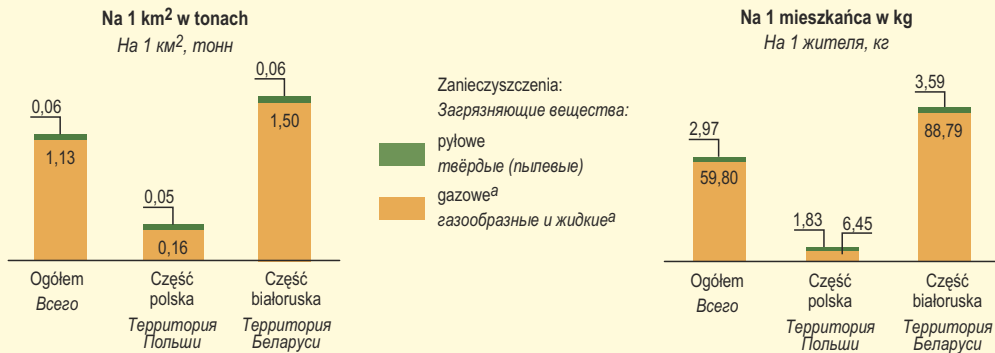 Na 1 km² w tonach
На 1 км², тонн
0,06
1,13
0,05
0,16
0,06
1,50
Ogółem
Всего
Część
polska
Территория
Польши
Część
białoruska
Территория
Беларуси
Zanieczyszczenia:
Загрязняющие вещества:
pyłowe
твёрдые (пылевые)
gazoweᵃ
газообразные и жидкиеᵃ
Na 1 mieszkańca w kg
На 1 жителя, кг
2,97
59,80
1,83
6,45
3,59
88,79
Ogółem
Всего
Część
polska
Территория
Польши
Część
białoruska
Территория
Беларуси